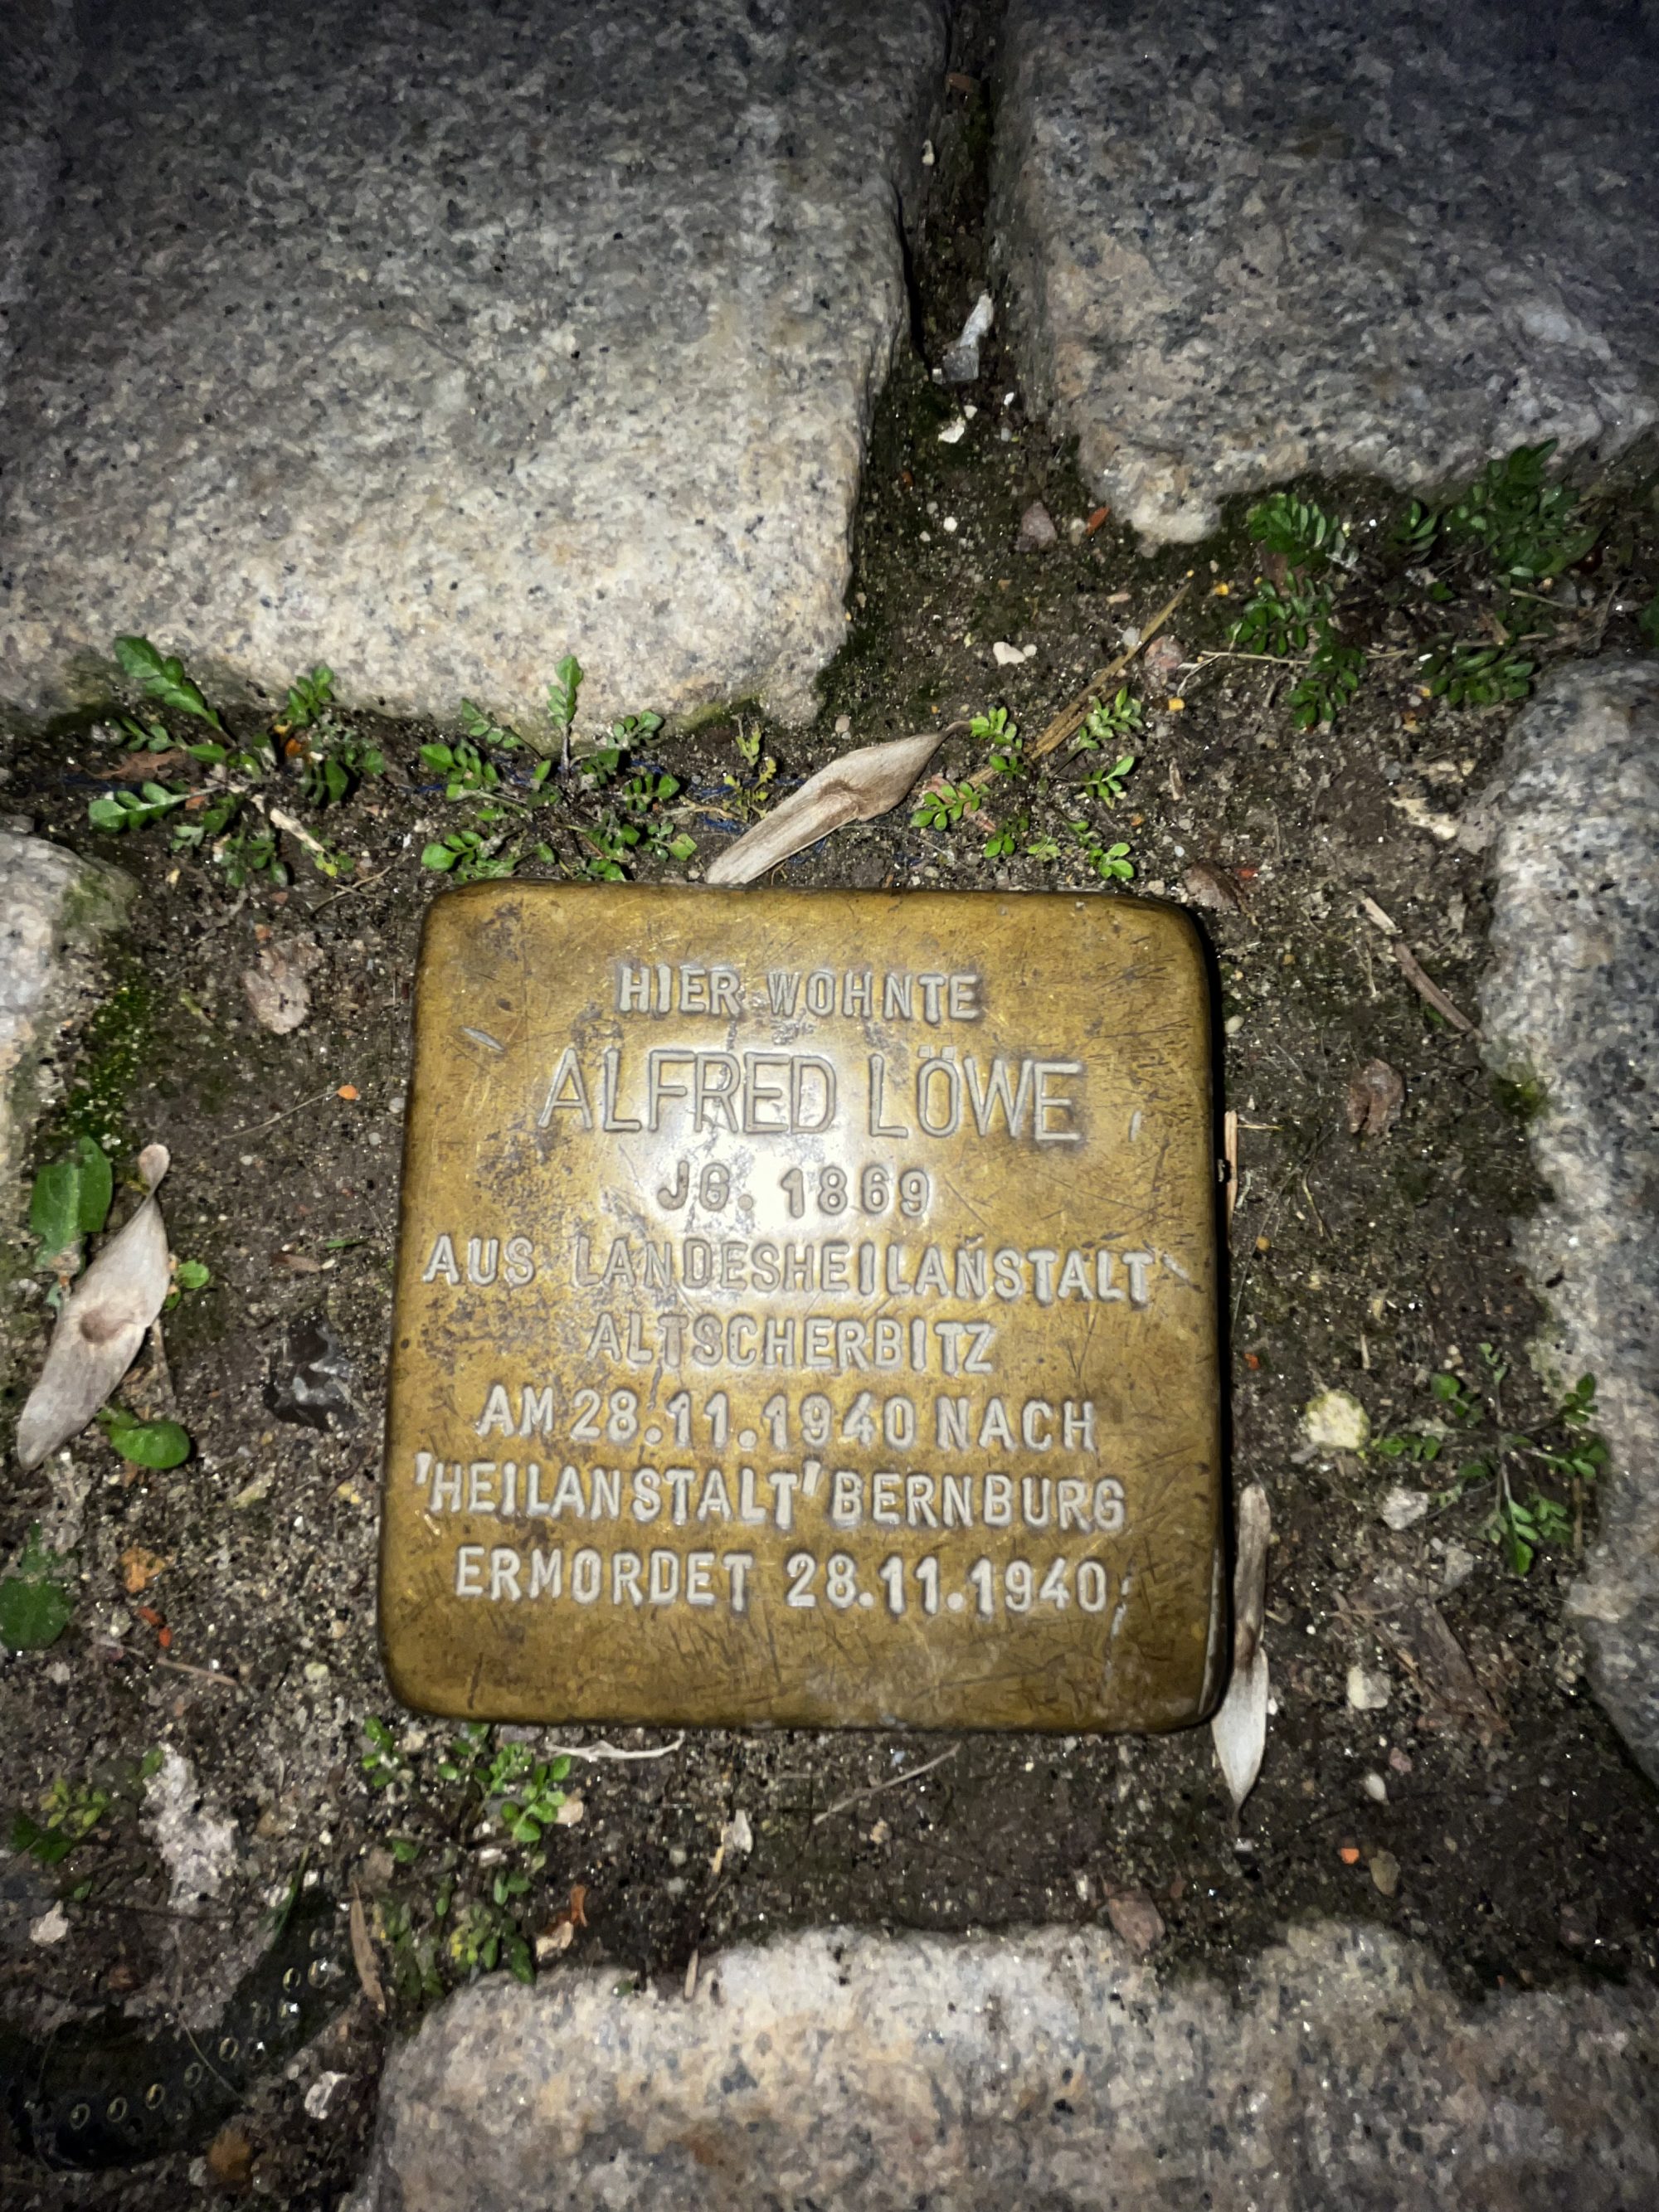 HIER WOHNTE
ALFRED LÖWE
JG. 1869
AUS LANDESHEILANSTALT
ALTSCHERBITZ
AM 28.11.1940 NACH
'HEILANSTALT' BERNBURG
ERMORDET 28.11.1940